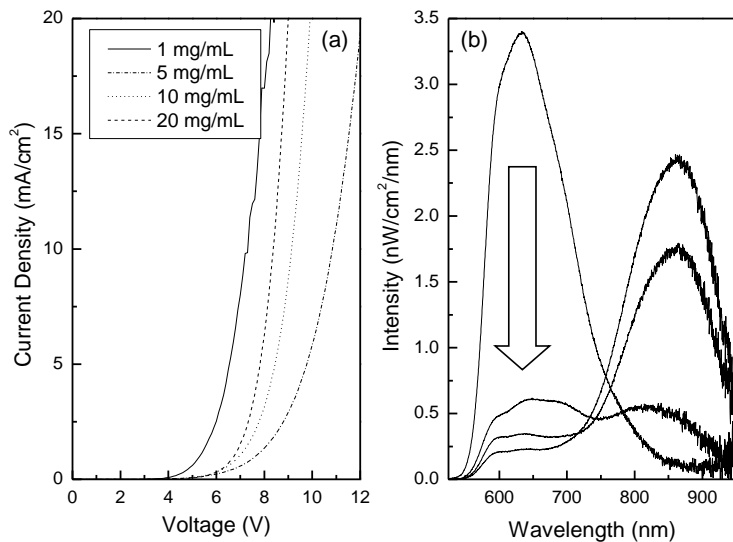 (a)
1 mg/mL
5 mg/mL
10 mg/mL
20 mg/mL
20
15
10
5
0
0 2 4 6 8 10 12
Voltage (V)
Current Density (mA/cm²)
(b)
3.5
3.0
2.5
2.0
1.5
1.0
0.5
0.0
600 700 800 900
Wavelength (nm)
Intensity (nW/cm²/nm)